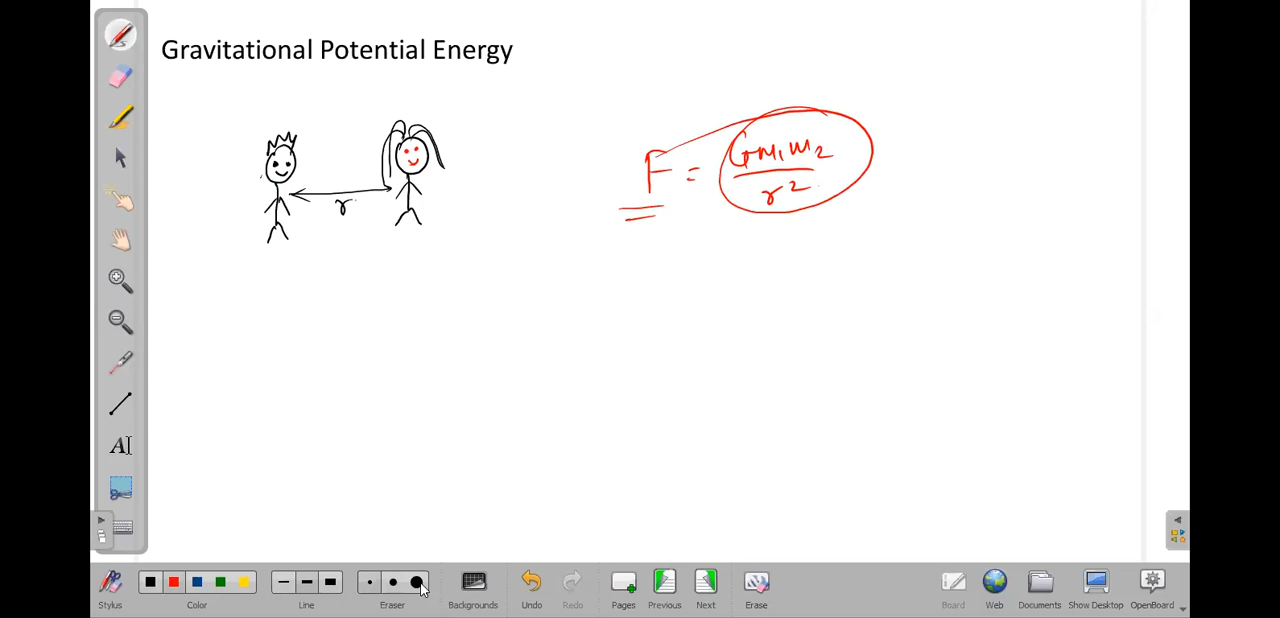 Gravitational Potential Energy
F = Gm₁m₂
r²
r
A
Stylus
Color
Line
Eraser
Backgrounds
Undo
Redo
Pages
Previous
Next
Erase
Board
Web
Documents
Show Desktop
OpenBoard